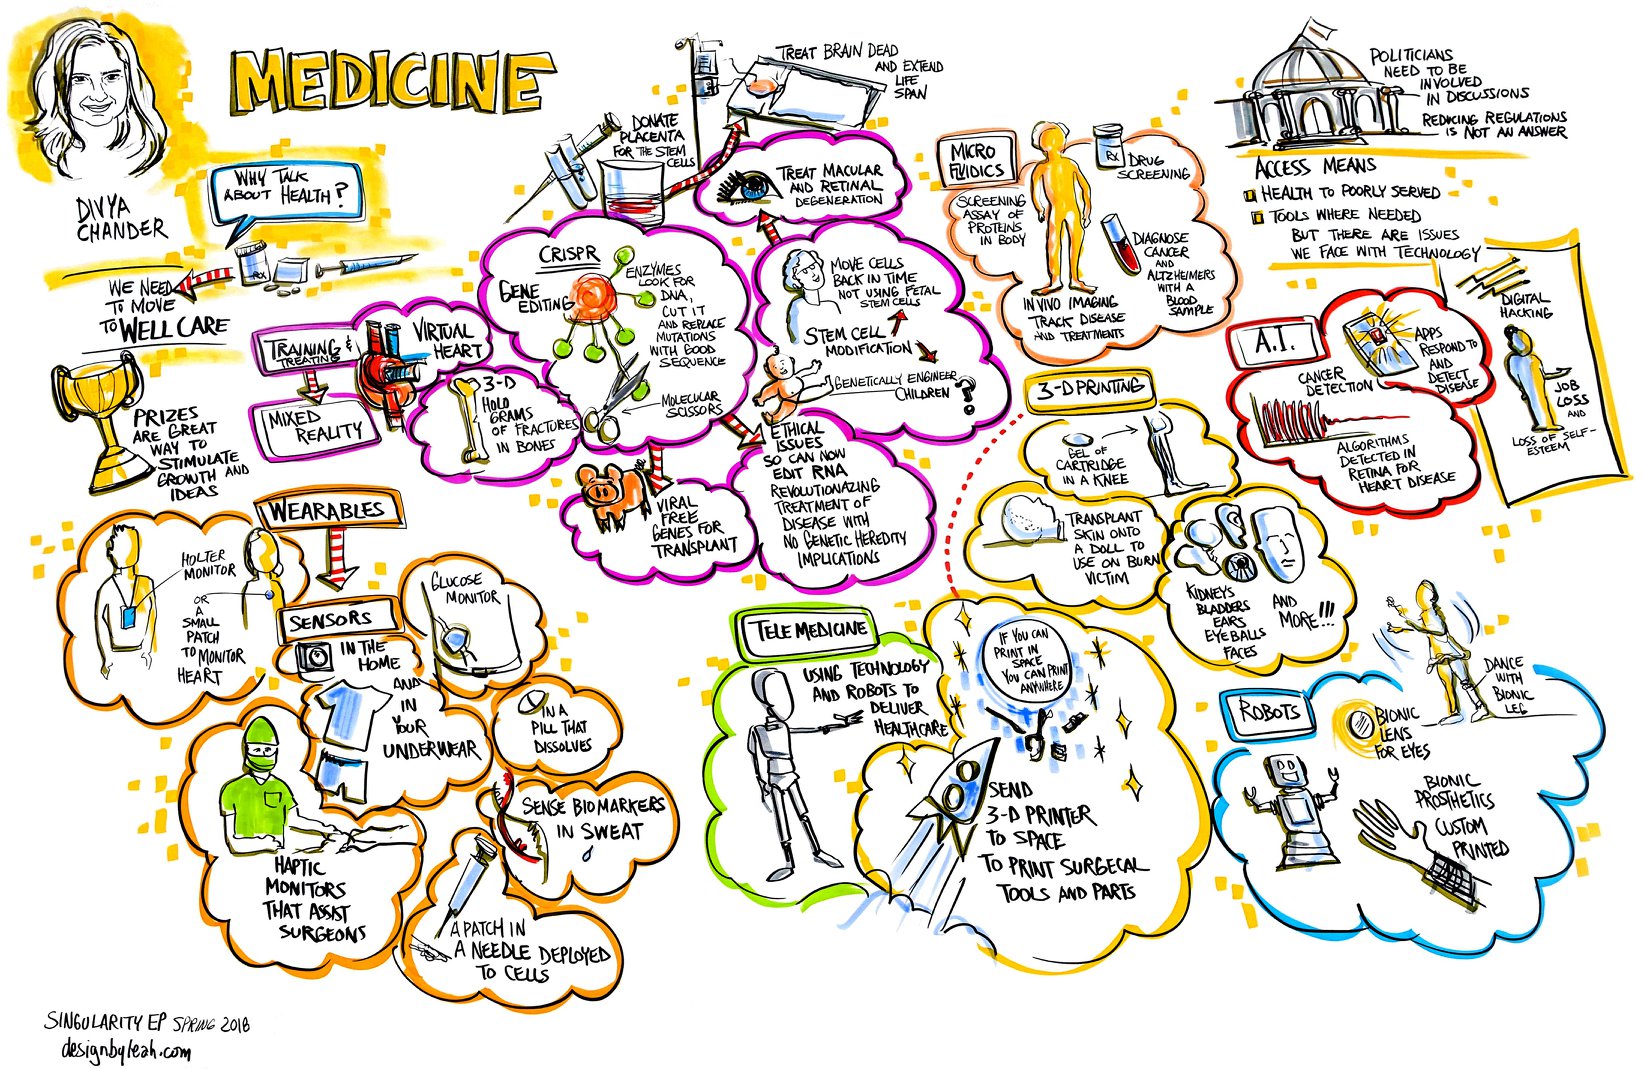 MEDICINE
DIVYA
CHANDER
WHY TALK
ABOUT HEALTH?
RX
WE NEED
TO MOVE
TO WELL CARE
PRIZES
ARE GREAT
WAY TO
STIMULATE
GROWTH AND
IDEAS
TRAINING &
TREATING
VIRTUAL
HEART
MIXED
REALITY
3-D
HOLO
GRAMS
OF FRACTURES
IN BONES
CRISPR
GENE
EDITING
ENZYMES
LOOK FOR
DNA,
CUT IT
AND REPLACE
MUTATIONS
WITH GOOD
SEQUENCE
MOLECULAR
SCISSORS
DONATE
PLACENTA
FOR THE STEM
CELLS
TREAT BRAIN DEAD
AND EXTEND
LIFE
SPAN
TREAT MACULAR
AND RETINAL
DEGENERATION
MOVE CELLS
BACK IN TIME
NOT USING FETAL
STEM CELLS
STEM CELL
MODIFICATION
GENETICALLY ENGINEER
CHILDREN ?
ETHICAL
ISSUES
SO CAN NOW
EDIT RNA
REVOLUTIONAZING
TREATMENT OF
DISEASE WITH
NO GENETIC HEREDITY
IMPLICATIONS
VIRAL
FREE
GENES FOR
TRANSPLANT
MICRO
FLUIDICS
SCREENING
ASSAY OF
PROTEINS
IN BODY
RX
DRUG
SCREENING
DIAGNOSE
CANCER
AND
ALTZHEIMERS
WITH A
BLOOD
SAMPLE
IN VIVO IMAGING
TRACK DISEASE
AND TREATMENTS
POLITICIANS
NEED TO BE
INVOLVED
IN DISCUSSIONS
REDUCING REGULATIONS
IS NOT AN ANSWER
ACCESS MEANS
HEALTH TO POORLY SERVED
TOOLS WHERE NEEDED
BUT THERE ARE ISSUES
WE FACE WITH TECHNOLOGY
DIGITAL
HACKING
JOB
LOSS
AND
LOSS OF SELF-
ESTEEM
A.I.
CANCER
DETECTION
APPS
RESPOND TO
AND
DETECT
DISEASE
ALGORITHMS
DETECTED IN
RETINA FOR
HEART DISEASE
3-D PRINTING
GEL OF
CARTRIDGE
IN A KNEE
TRANSPLANT
SKIN ONTO
A DOLL TO
USE ON BURN
VICTIM
KIDNEYS
BLADDERS
EARS
EYEBALLS
FACES
AND
MORE!!!
IF YOU CAN
PRINT IN
SPACE
YOU CAN PRINT
ANYWHERE
SEND
3-D PRINTER
TO SPACE
TO PRINT SURGECAL
TOOLS AND PARTS
WEARABLES
HOLTER
MONITOR
OR
A
SMALL
PATCH
TO MONITOR
HEART
SENSORS
IN THE
HOME
AND
IN
YOUR
UNDERWEAR
GLUCOSE
MONITOR
IN A
PILL THAT
DISSOLVES
SENSE BIOMARKERS
IN SWEAT
HAPTIC
MONITORS
THAT ASSIST
SURGEONS
A PATCH IN
A NEEDLE DEPLOYED
TO CELLS
TELE MEDICINE
USING TECHNOLOGY
AND ROBOTS TO
DELIVER
HEALTHCARE
ROBOTS
DANCE
WITH
BIONIC
LEG
BIONIC
LENS
FOR EYES
BIONIC
PROSTHETICS
CUSTOM
PRINTED
SINGULARITY EP SPRING 2018
designbyleah.com